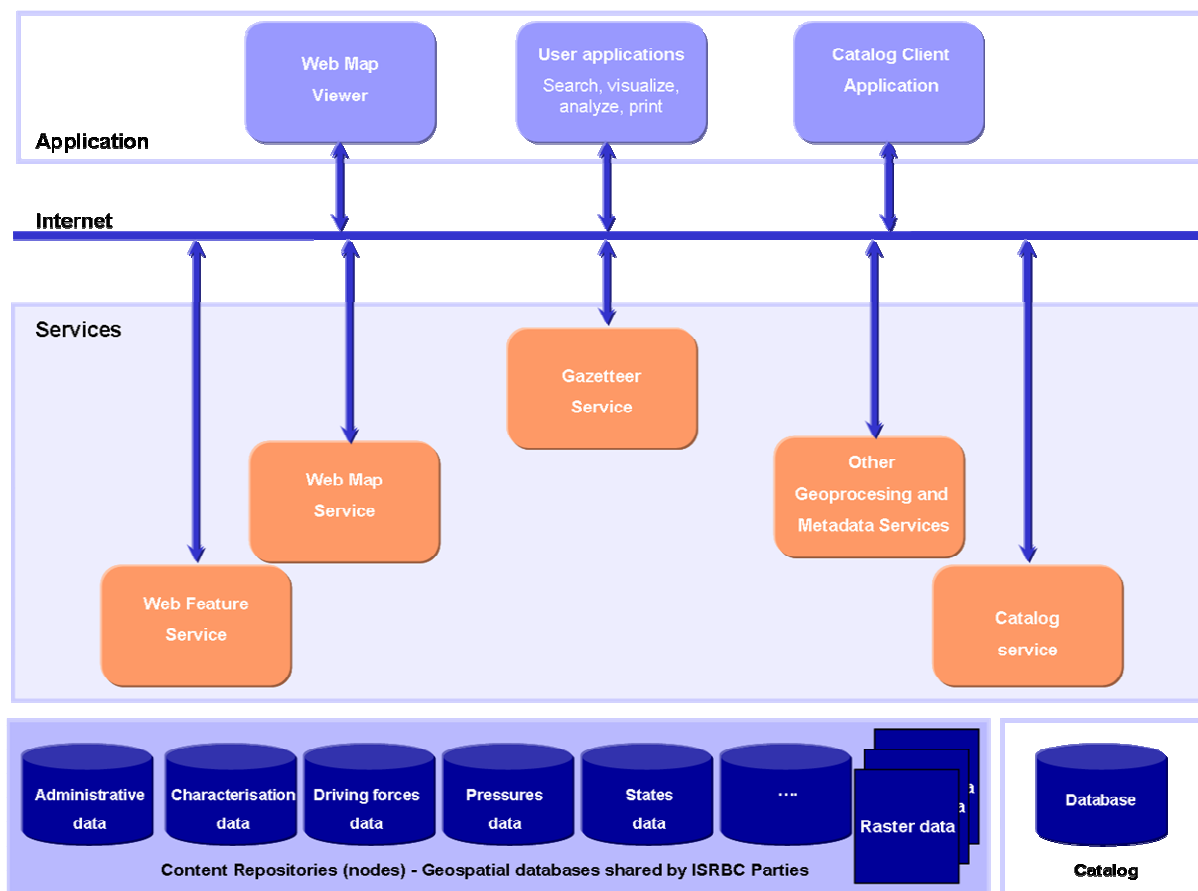 Web Map
Viewer
User applications
Search, visualize,
analyze, print
Catalog Client
Application
Application
Internet
Services
Gazetteer
Service
Web Map
Service
Other
Geoprocesing and
Metadata Services
Web Feature
Service
Catalog
service
Administrative
data
Characterisation
data
Driving forces
data
Pressures
data
States
data
....
Raster data
a
a
Database
Content Repositories (nodes) - Geospatial databases shared by ISRBC Parties
Catalog